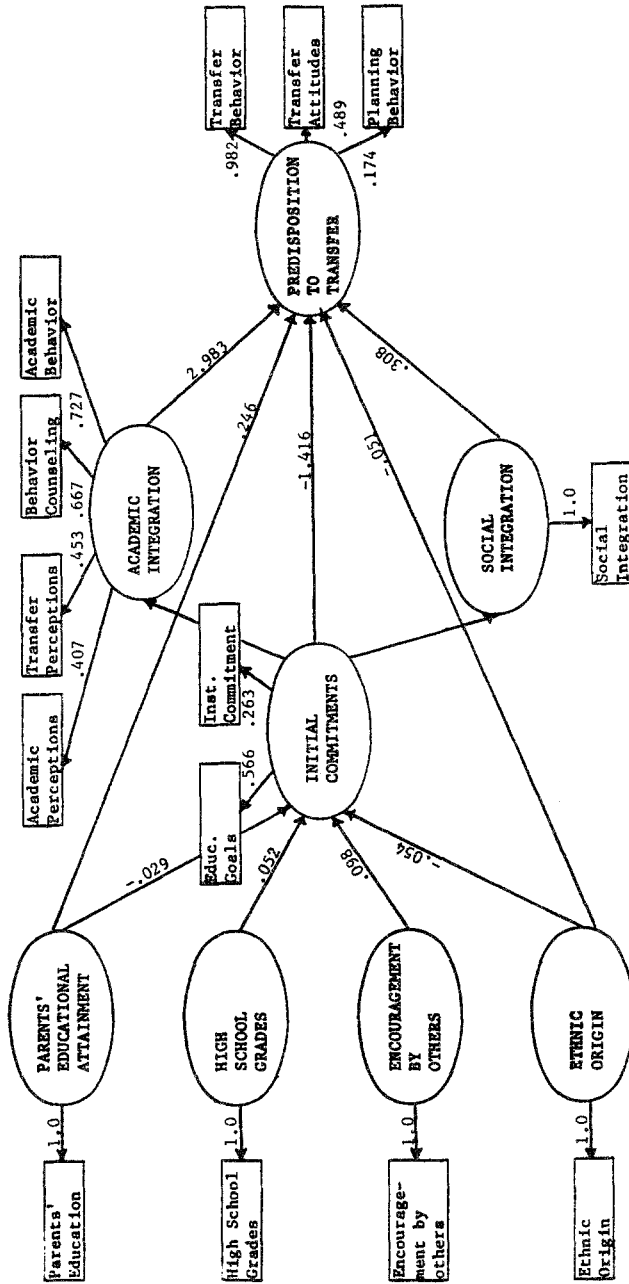 Parents'
Education
1.0
PARENTS'
EDUCATIONAL
ATTAINMENT
High School
Grades
1.0
HIGH
SCHOOL
GRADES
Encourage-
ment by
others
1.0
ENCOURAGEMENT
BY
OTHERS
Ethnic
Origin
1.0
ETHNIC
ORIGIN
-.029
.052
.098
-.054
Educ.
Goals
.566
Inst.
Commitment
.263
INITIAL
COMMITMENTS
Academic
Perceptions
.407
Transfer
Perceptions
.453
Behavior
Counseling
.667
Academic
Behavior
.727
ACADEMIC
INTEGRATION
SOCIAL
INTEGRATION
1.0
Social
Integration
2.983
.246
-1.416
-.051
.308
PREDISPOSITION
TO
TRANSFER
.982
Transfer
Behavior
Transfer
Attitudes
.489
Planning
Behavior
.174